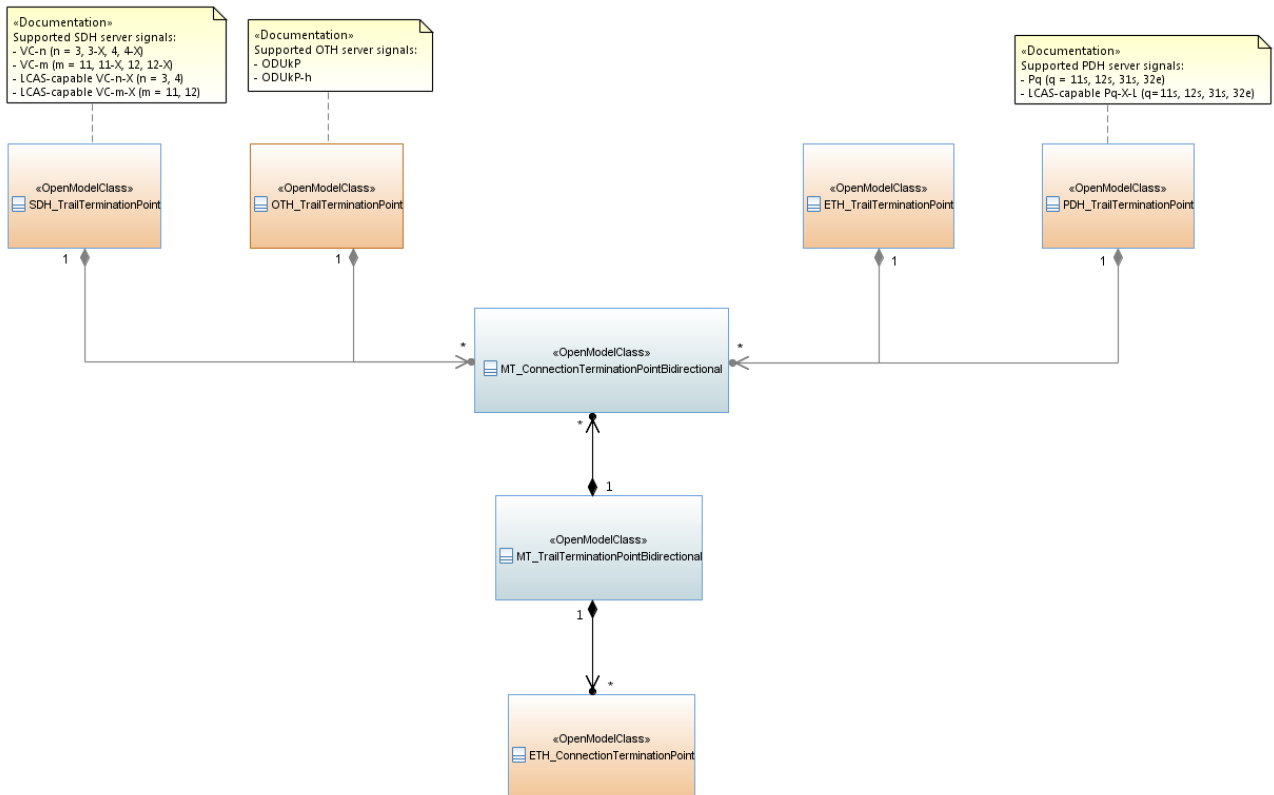 «Documentation»
Supported SDH server signals:
- VC-n (n = 3, 3-X, 4, 4-X)
- VC-m (m = 11, 11-X, 12, 12-X)
- LCAS-capable VC-n-X (n = 3, 4)
- LCAS-capable VC-m-X (m = 11, 12)
«Documentation»
Supported OTH server signals:
- ODUkP
- ODUkP-h
«Documentation»
Supported PDH server signals:
- Pq (q = 11s, 12s, 31s, 32e)
- LCAS-capable Pq-X-L (q=11s, 12s, 31s, 32e)
«OpenModelClass»
SDH_TrailTerminationPoint
«OpenModelClass»
OTH_TrailTerminationPoint
«OpenModelClass»
ETH_TrailTerminationPoint
«OpenModelClass»
PDH_TrailTerminationPoint
1
1
1
1
*
*
«OpenModelClass»
MT_ConnectionTerminationPointBidirectional
*
1
«OpenModelClass»
MT_TrailTerminationPointBidirectional
1
*
«OpenModelClass»
ETH_ConnectionTerminationPoint